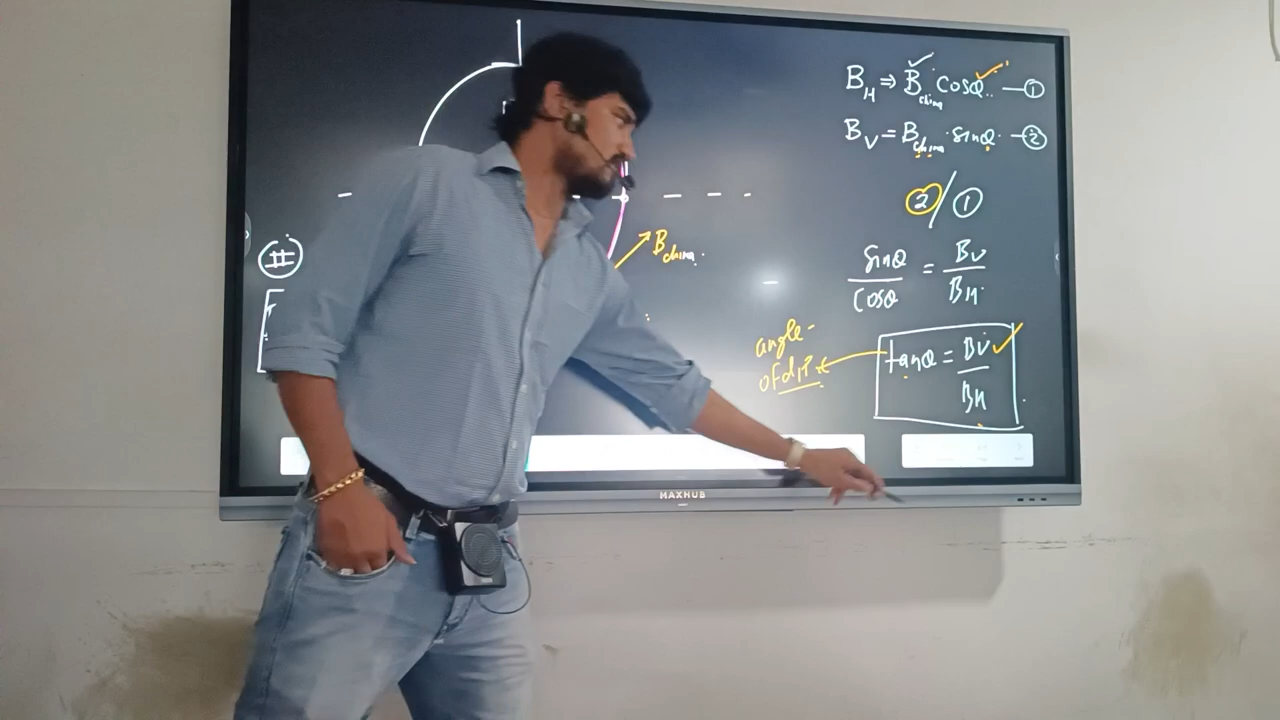 B_H ⇒ B_china cosθ — ①
B_V = B_china · sinθ — ②
② / ①
sinθ / cosθ = B_V / B_H
tanθ = B_V / B_H
angle
of dip
B_china
#
MAXHUB